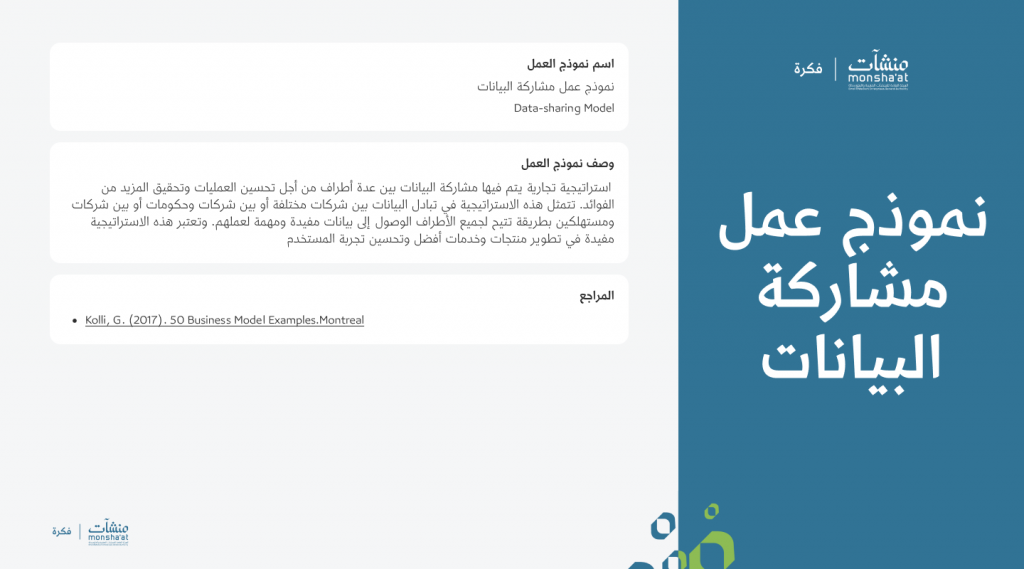 منشآت | فكرة
monsha'at
نموذج عمل
مشاركة
البيانات
اسم نموذج العمل
نموذج عمل مشاركة البيانات
Data-sharing Model
وصف نموذج العمل
استراتيجية تجارية يتم فيها مشاركة البيانات بين عدة أطراف من أجل تحسين العمليات وتحقيق المزيد من
الفوائد. تتمثل هذه الاستراتيجية في تبادل البيانات بين شركات مختلفة أو بين شركات وحكومات أو بين شركات
ومستهلكين بطريقة تتيح لجميع الأطراف الوصول إلى بيانات مفيدة ومهمة لعملهم. وتعتبر هذه الاستراتيجية
مفيدة في تطوير منتجات وخدمات أفضل وتحسين تجربة المستخدم
المراجع
• Kolli, G. (2017). 50 Business Model Examples.Montreal
منشآت | فكرة
monsha'at